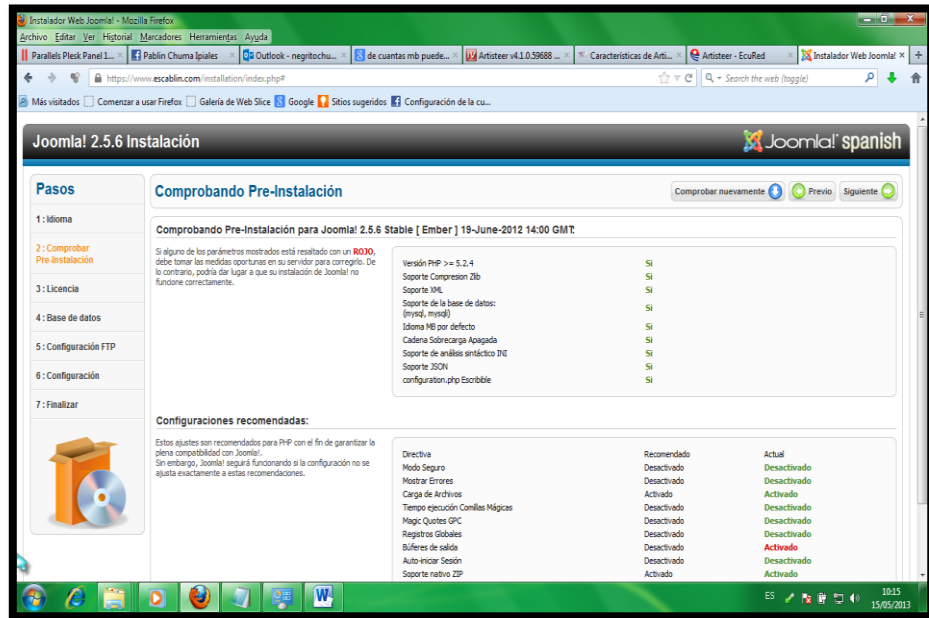 Instalador Web Joomla! - Mozilla Firefox
Archivo Editar Ver Historial Marcadores Herramientas Ayuda
Parallels Plesk Panel 1... Pablin Chuma Ipiales Outlook - negritochu... de cuantas mb puede... Artisteer v4.1.0.59688 ... Características de Arti... Artisteer - EcuRed Instalador Web Joomla!
https://www.escablin.com/installation/index.php# Search the web (toggle)
Más visitados Comenzar a usar Firefox Galería de Web Slice Google Sitios sugeridos Configuración de la cu...
Joomla! 2.5.6 Instalación Joomla! spanish
Pasos
1 : Idioma
2 : Comprobar
Pre-Instalación
3 : Licencia
4 : Base de datos
5 : Configuración FTP
6 : Configuración
7 : Finalizar
Comprobando Pre-Instalación Comprobar nuevamente Previo Siguiente
Comprobando Pre-Instalación para Joomla! 2.5.6 Stable [ Ember ] 19-June-2012 14:00 GMT:
Si alguno de los parámetros mostrados está resaltado con un ROJO,
debe tomar las medidas oportunas en su servidor para corregirlo. De
lo contrario, podría dar lugar a que su instalación de Joomla! no
funcione correctamente.
Versión PHP >= 5.2.4 Si
Soporte Compresion Zlib Si
Soporte XML Si
Soporte de la base de datos:
(mysql, mysqli) Si
Idioma MB por defecto Si
Cadena Sobrecarga Apagada Si
Soporte de análisis sintáctico INI Si
Soporte JSON Si
configuration.php Escribible Si
Configuraciones recomendadas:
Estos ajustes son recomendados para PHP con el fin de garantizar la
plena compatibilidad con Joomla!.
Sin embargo, Joomla! seguirá funcionando si la configuración no se
ajusta exactamente a estas recomendaciones.
Directiva Recomendado Actual
Modo Seguro Desactivado Desactivado
Mostrar Errores Desactivado Desactivado
Carga de Archivos Activado Activado
Tiempo ejecución Comillas Mágicas Desactivado Desactivado
Magic Quotes GPC Desactivado Desactivado
Registros Globales Desactivado Desactivado
Búferes de salida Desactivado Activado
Auto-iniciar Sesión Desactivado Desactivado
Soporte nativo ZIP Activado Activado
ES 10:15
15/05/2013